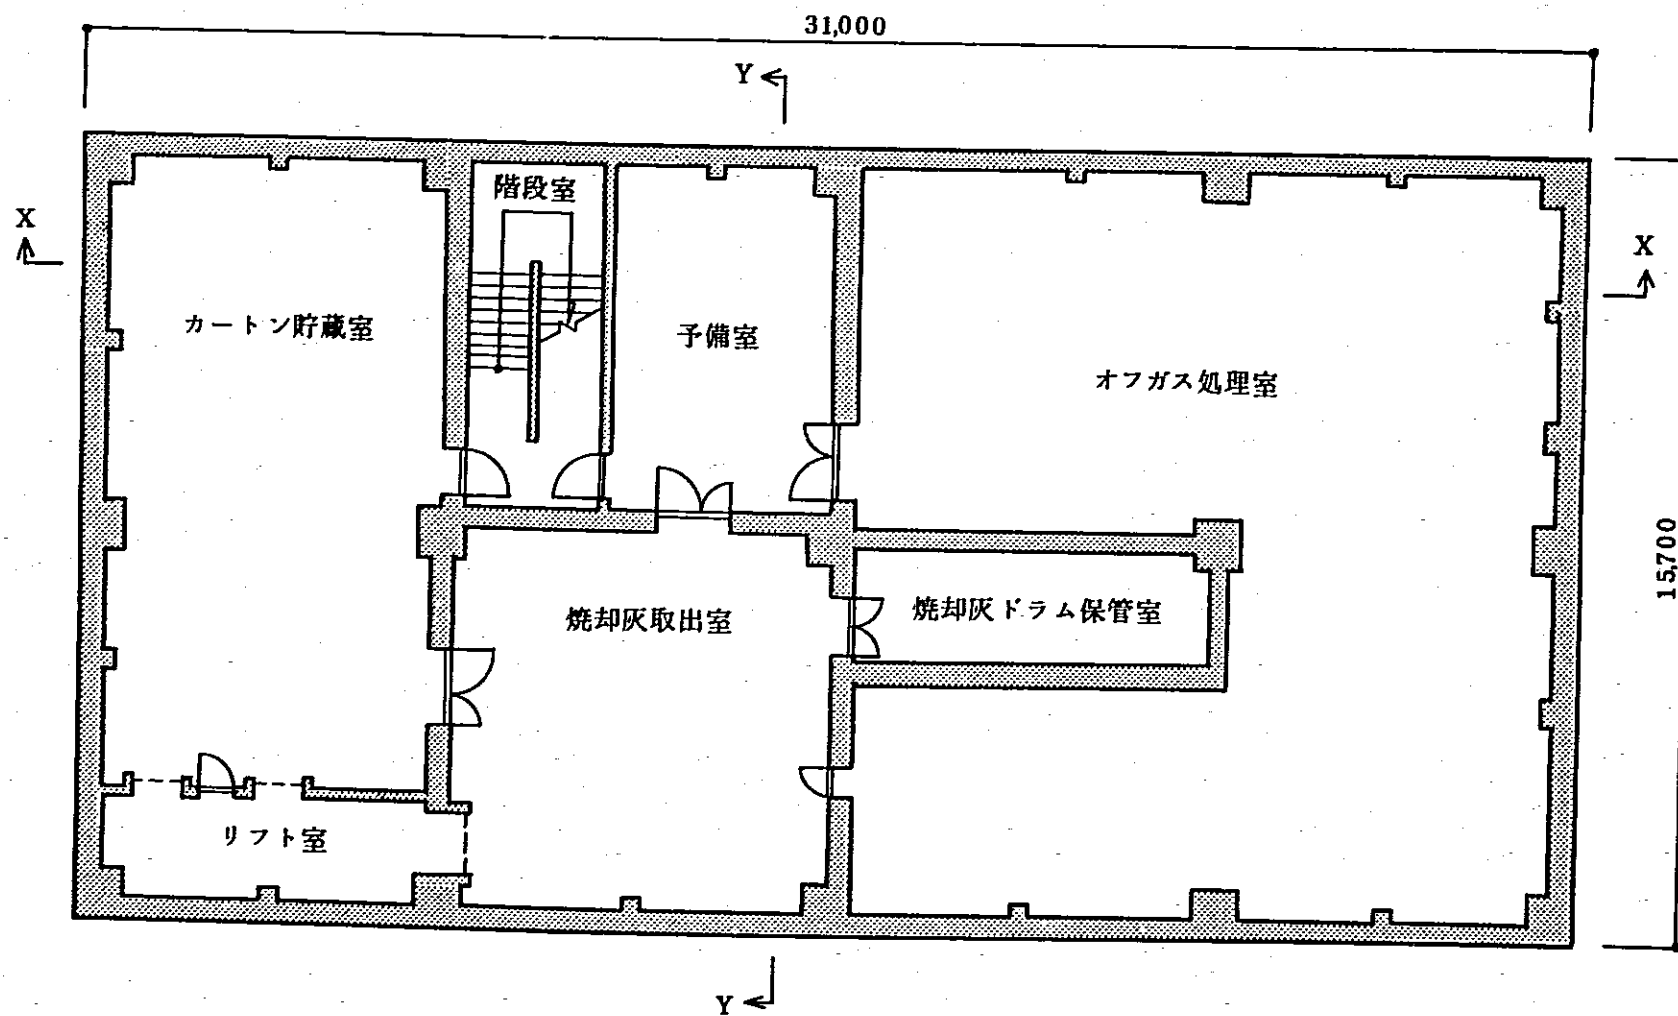 31,000
Y
階段室
X
X
カートン貯蔵室
予備室
オフガス処理室
15,700
焼却灰取出室
焼却灰ドラム保管室
リフト室
Y